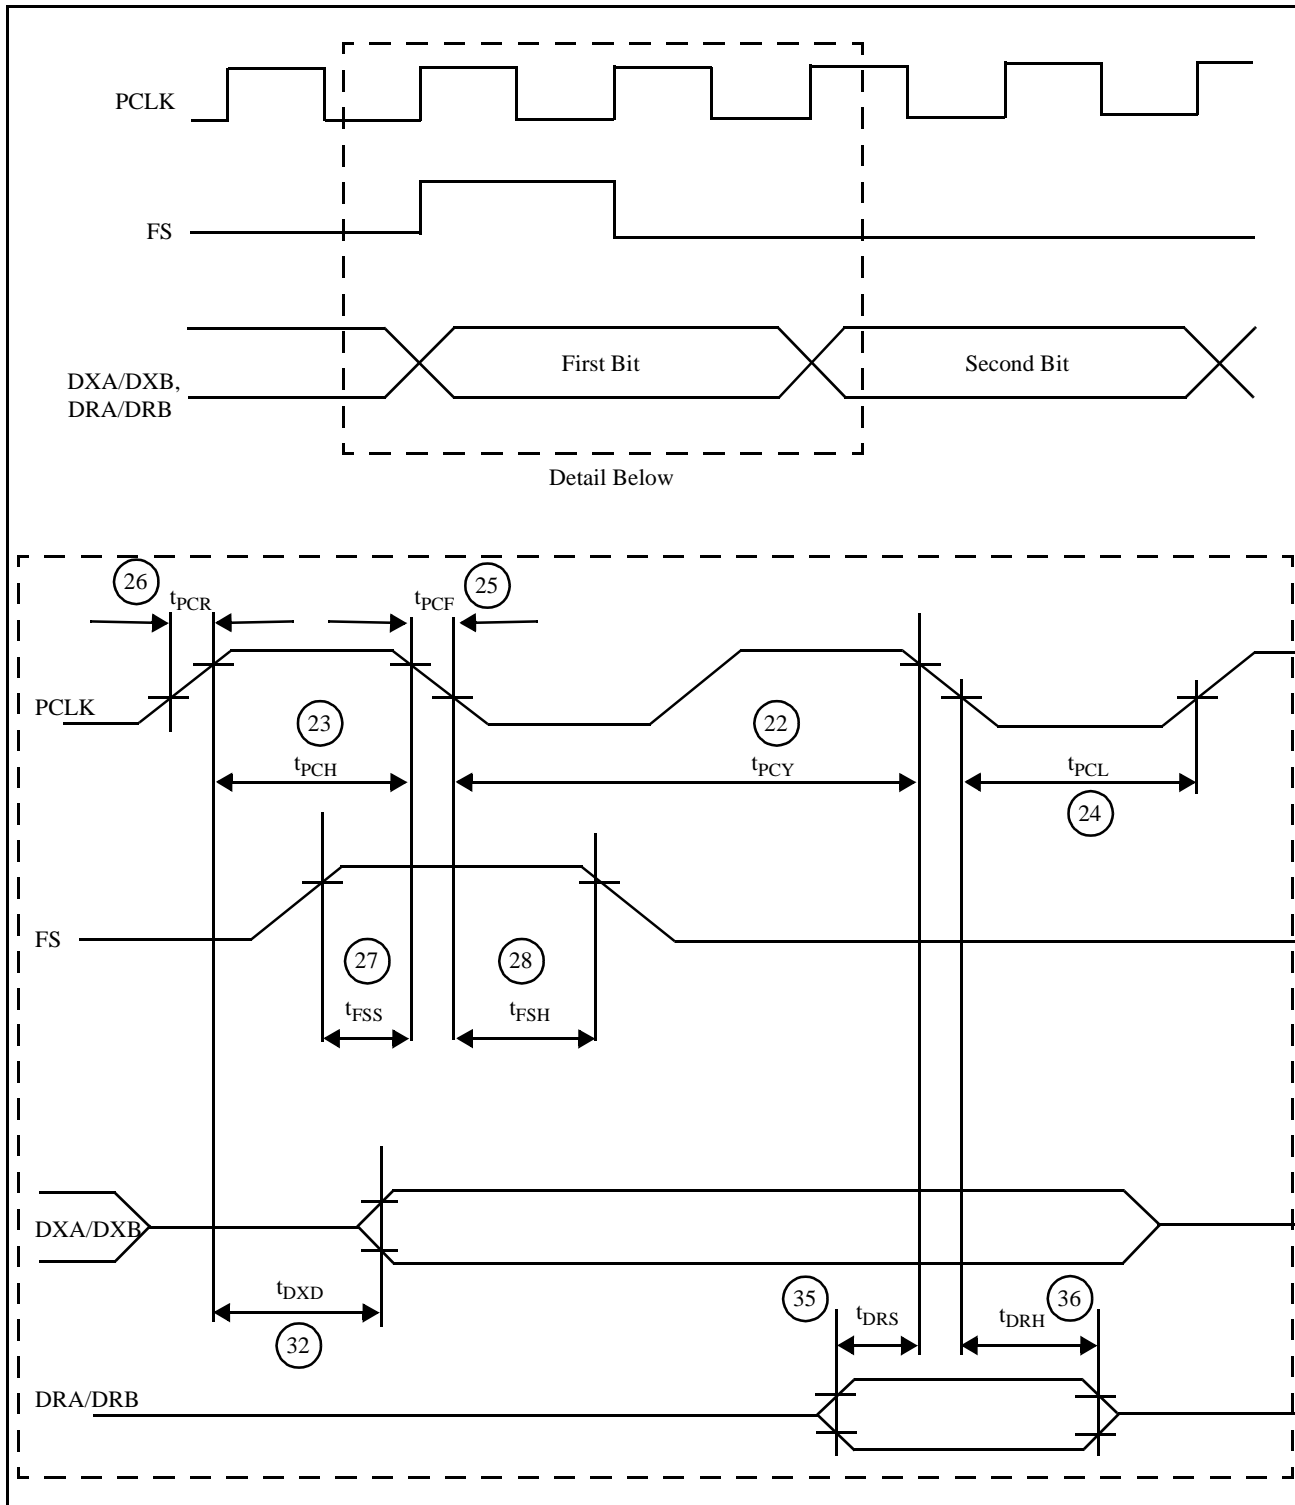 PCLK
FS
First Bit
Second Bit
DXA/DXB,
DRA/DRB
Detail Below
26
25
tPCR
tPCF
PCLK
23
22
tPCH
tPCY
tPCL
24
FS
27
28
tFSS
tFSH
DXA/DXB
tDXD
35
36
tDRS
tDRH
32
DRA/DRB